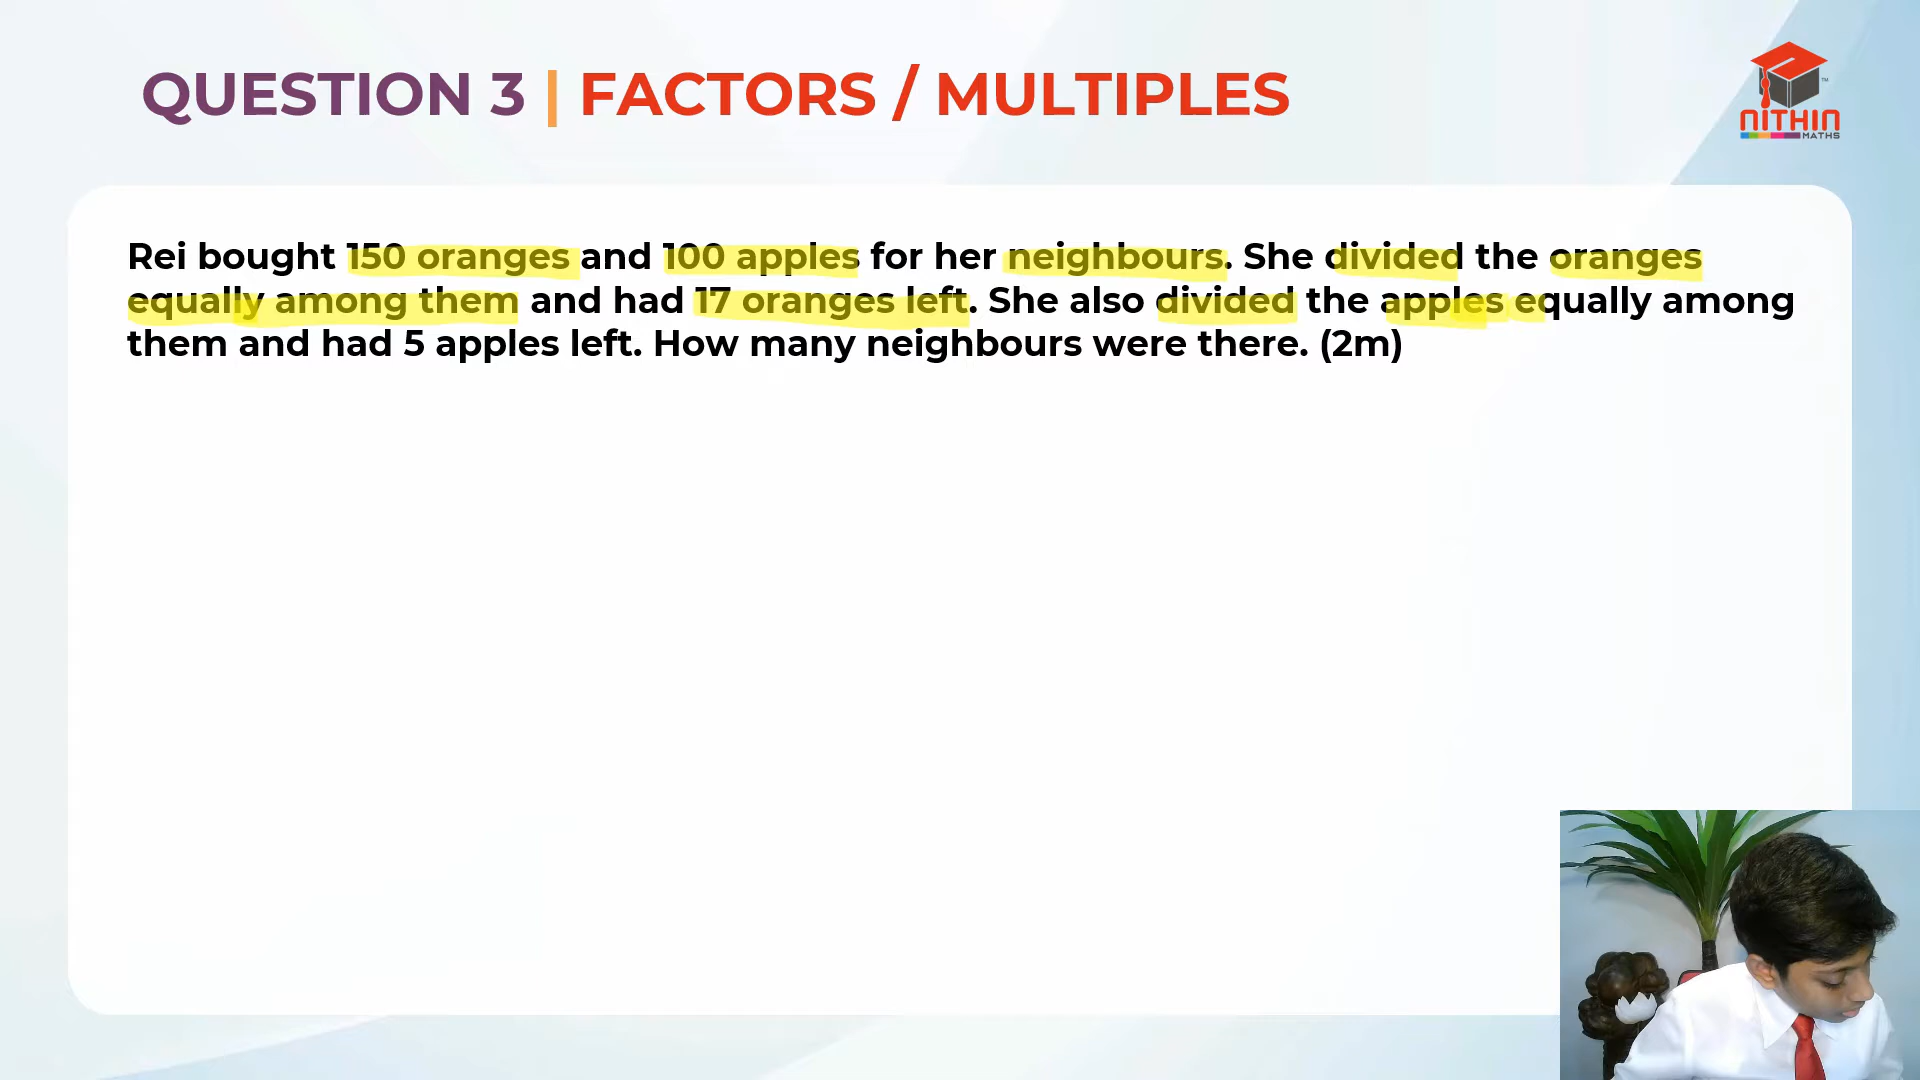 QUESTION 3 | FACTORS / MULTIPLES
NITHIN
MATHS
TM
Rei bought 150 oranges and 100 apples for her neighbours. She divided the oranges
equally among them and had 17 oranges left. She also divided the apples equally among
them and had 5 apples left. How many neighbours were there. (2m)